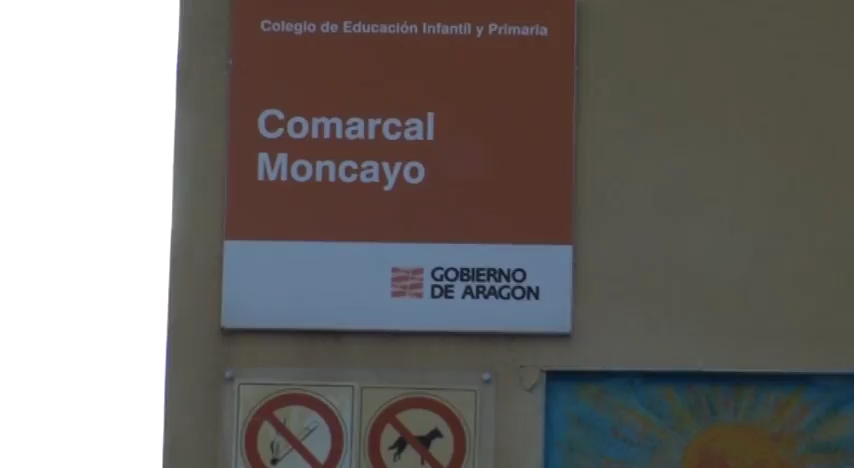 Colegio de Educación Infantil y Primaria
Comarcal
Moncayo
GOBIERNO
DE ARAGON